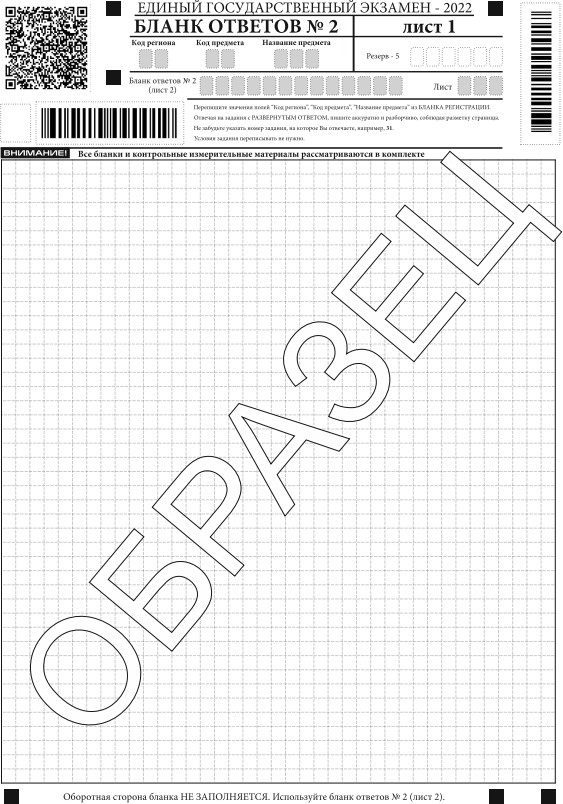 ЕДИНЫЙ ГОСУДАРСТВЕННЫЙ ЭКЗАМЕН - 2022
БЛАНК ОТВЕТОВ № 2
лист 1
Код региона
Код предмета
Название предмета
Резерв - 5
Бланк ответов № 2
(лист 2)
Лист
Перепишите значения полей "Код региона", "Код предмета", "Название предмета" из БЛАНКА РЕГИСТРАЦИИ.
Отвечая на задания с РАЗВЕРНУТЫМ ОТВЕТОМ, пишите аккуратно и разборчиво, соблюдая разметку страницы.
Не забудьте указать номер задания, на которое Вы отвечаете, например, 31.
Условия задания переписывать не нужно.
ВНИМАНИЕ! Все бланки и контрольные измерительные материалы рассматриваются в комплекте
ОБРАЗЕЦ
Оборотная сторона бланка НЕ ЗАПОЛНЯЕТСЯ. Используйте бланк ответов № 2 (лист 2).